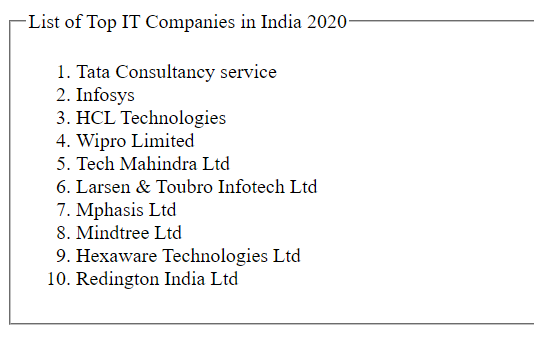 List of Top IT Companies in India 2020
1. Tata Consultancy service
2. Infosys
3. HCL Technologies
4. Wipro Limited
5. Tech Mahindra Ltd
6. Larsen & Toubro Infotech Ltd
7. Mphasis Ltd
8. Mindtree Ltd
9. Hexaware Technologies Ltd
10. Redington India Ltd